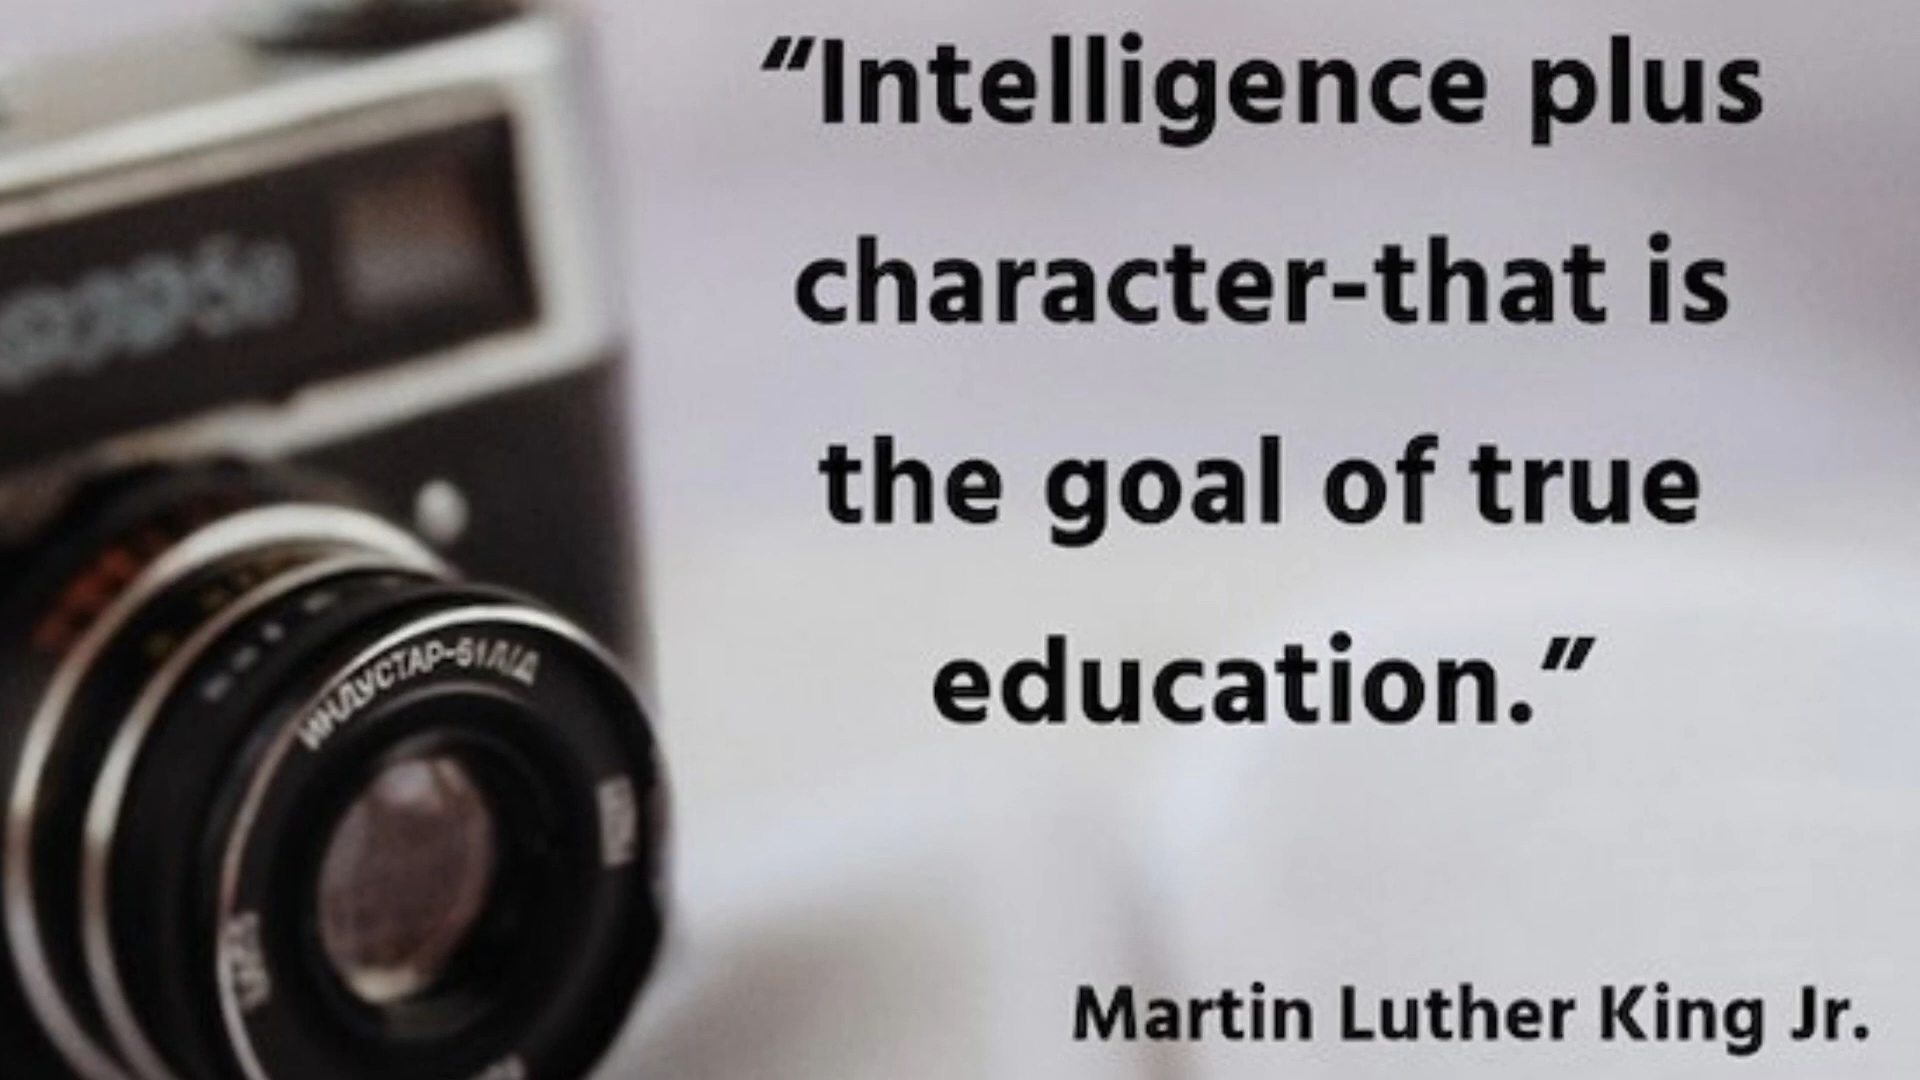 “Intelligence plus
character-that is
the goal of true
education.”
Martin Luther King Jr.
ИНДУСТАР-61Л/Д